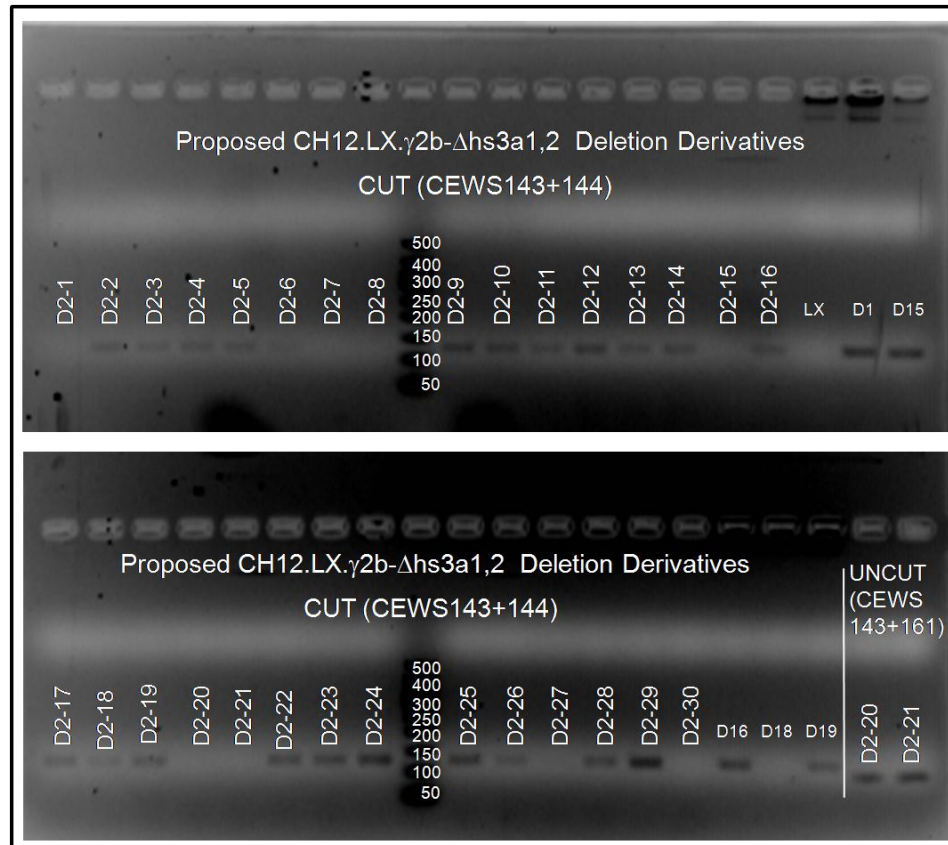 Proposed CH12.LX.γ2b-Δhs3a1,2 Deletion Derivatives
CUT (CEWS143+144)
500
400
300
250
200
150
100
50
D2-1
D2-2
D2-3
D2-4
D2-5
D2-6
D2-7
D2-8
D2-9
D2-10
D2-11
D2-12
D2-13
D2-14
D2-15
D2-16
LX
D1
D15
Proposed CH12.LX.γ2b-Δhs3a1,2 Deletion Derivatives
CUT (CEWS143+144)
UNCUT
(CEWS
143+161)
500
400
300
250
200
150
100
50
D2-17
D2-18
D2-19
D2-20
D2-21
D2-22
D2-23
D2-24
D2-25
D2-26
D2-27
D2-28
D2-29
D2-30
D16
D18
D19
D2-20
D2-21